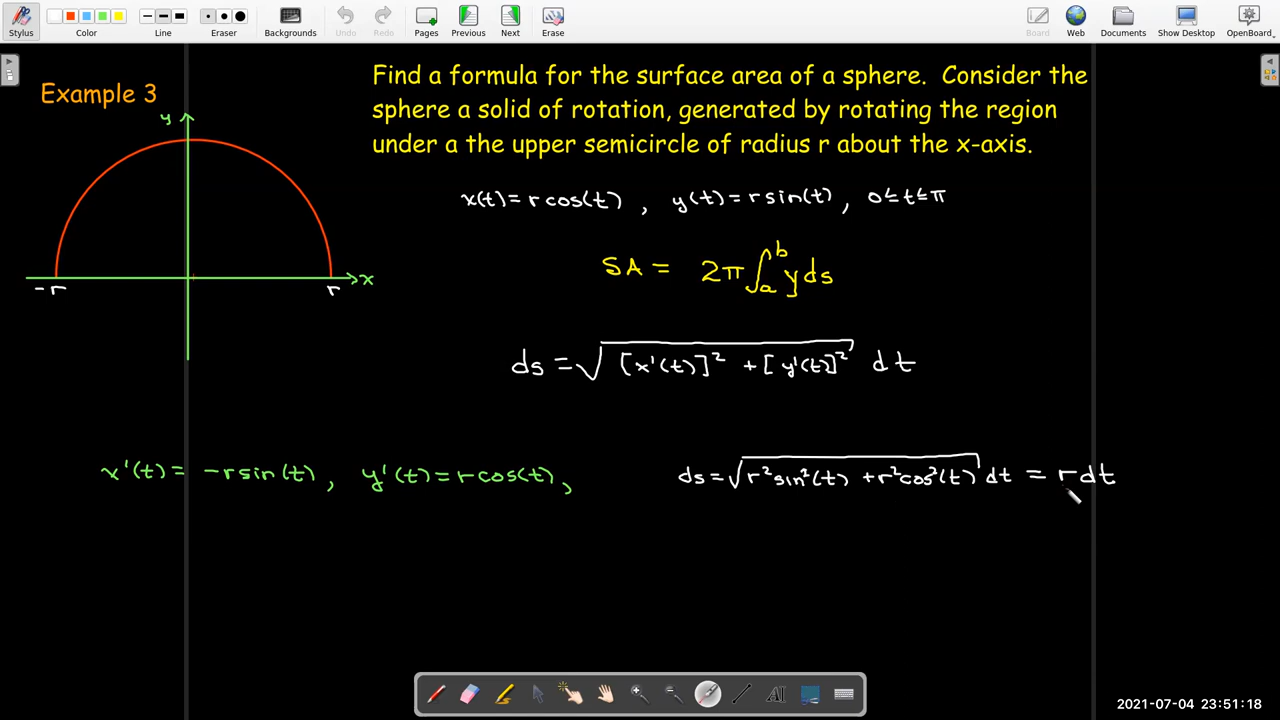 Stylus Color Line Eraser Backgrounds Undo Redo Pages Previous Next Erase Board Web Documents Show Desktop OpenBoard
Example 3
Find a formula for the surface area of a sphere. Consider the
sphere a solid of rotation, generated by rotating the region
under a the upper semicircle of radius r about the x-axis.
y
x
-r
r
x(t) = r cos(t) , y(t) = r sin(t) , 0 ≤ t ≤ π
SA = 2π ∫_a^b y ds
ds = √([x'(t)]² + [y'(t)]²) dt
x'(t) = -r sin(t) , y'(t) = r cos(t) ,
ds = √(r² sin²(t) + r² cos²(t)) dt = r dt
AI
2021-07-04 23:51:18